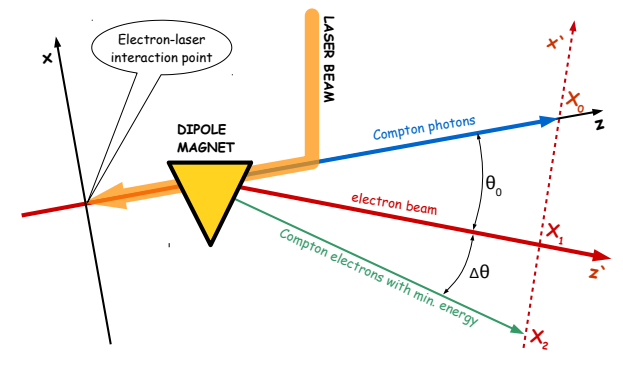 x
Electron-laser
interaction point
LASER BEAM
x`
X₀
z
Compton photons
DIPOLE
MAGNET
θ₀
electron beam
X₁
z`
Δθ
Compton electrons with min. energy
X₂